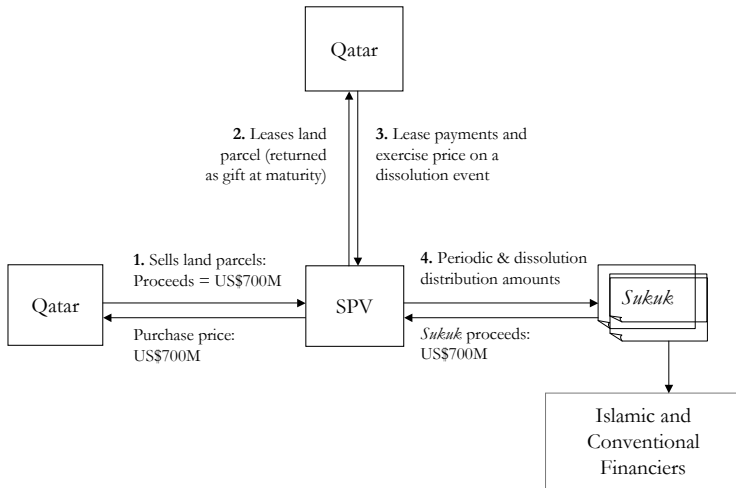 Qatar
2. Leases land
parcel (returned
as gift at maturity)
3. Lease payments and
exercise price on a
dissolution event
1. Sells land parcels:
Proceeds = US$700M
4. Periodic & dissolution
distribution amounts
Qatar
SPV
Sukuk
Purchase price:
US$700M
Sukuk proceeds:
US$700M
Islamic and
Conventional
Financiers